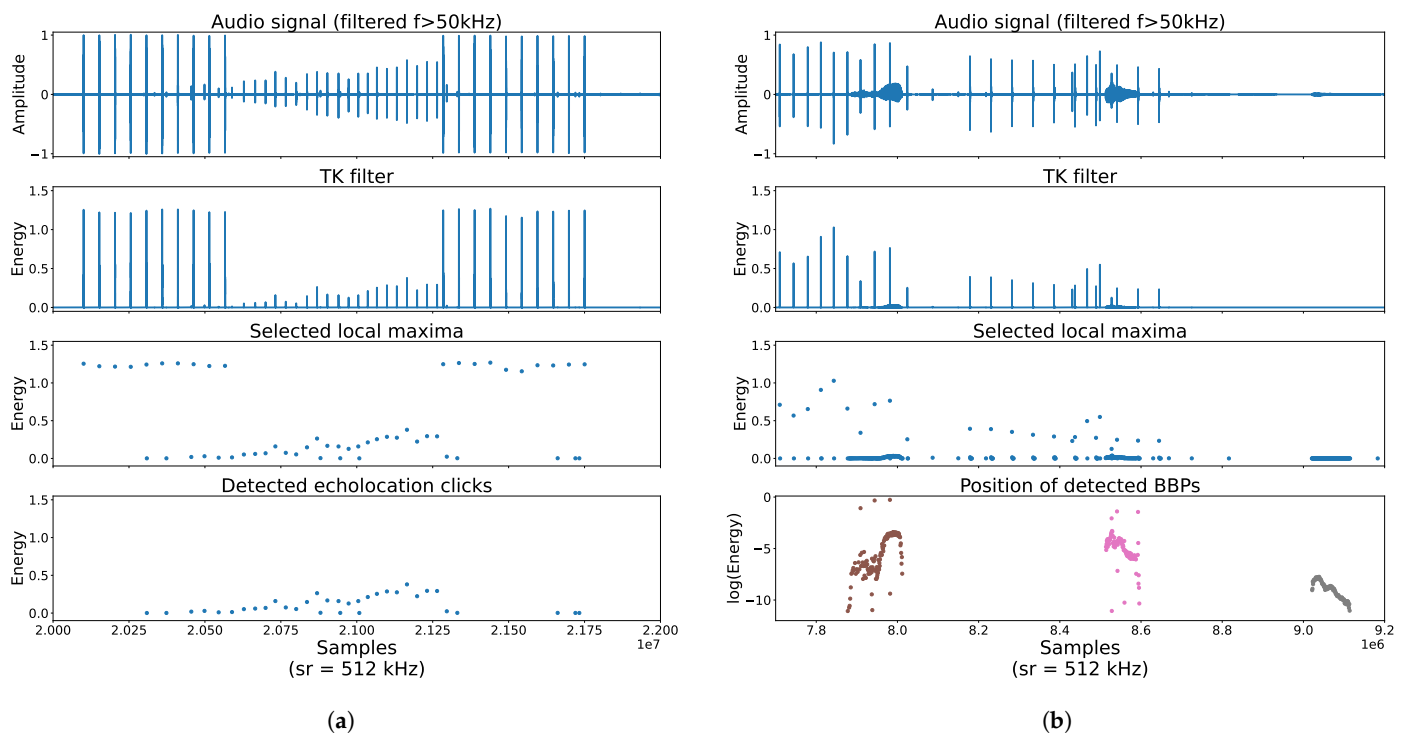 Audio signal (filtered f>50kHz)
Amplitude
1
0
−1
TK filter
Energy
1.5
1.0
0.5
0.0
Selected local maxima
Energy
1.5
1.0
0.5
0.0
Detected echolocation clicks
Energy
1.5
1.0
0.5
0.0
2.000 2.025 2.050 2.075 2.100 2.125 2.150 2.175 2.200
1e7
Samples
(sr = 512 kHz)
(a)
Audio signal (filtered f>50kHz)
Amplitude
1
0
−1
TK filter
Energy
1.5
1.0
0.5
0.0
Selected local maxima
Energy
1.5
1.0
0.5
0.0
Position of detected BBPs
log(Energy)
0
−5
−10
7.8 8.0 8.2 8.4 8.6 8.8 9.0 9.2
1e6
Samples
(sr = 512 kHz)
(b)